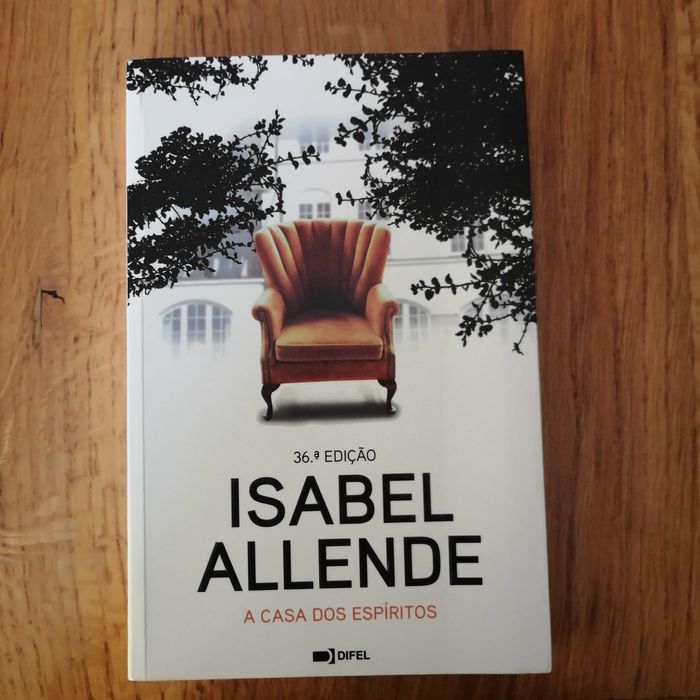 36.ª EDIÇÃO
ISABEL
ALLENDE
A CASA DOS ESPÍRITOS
DIFEL